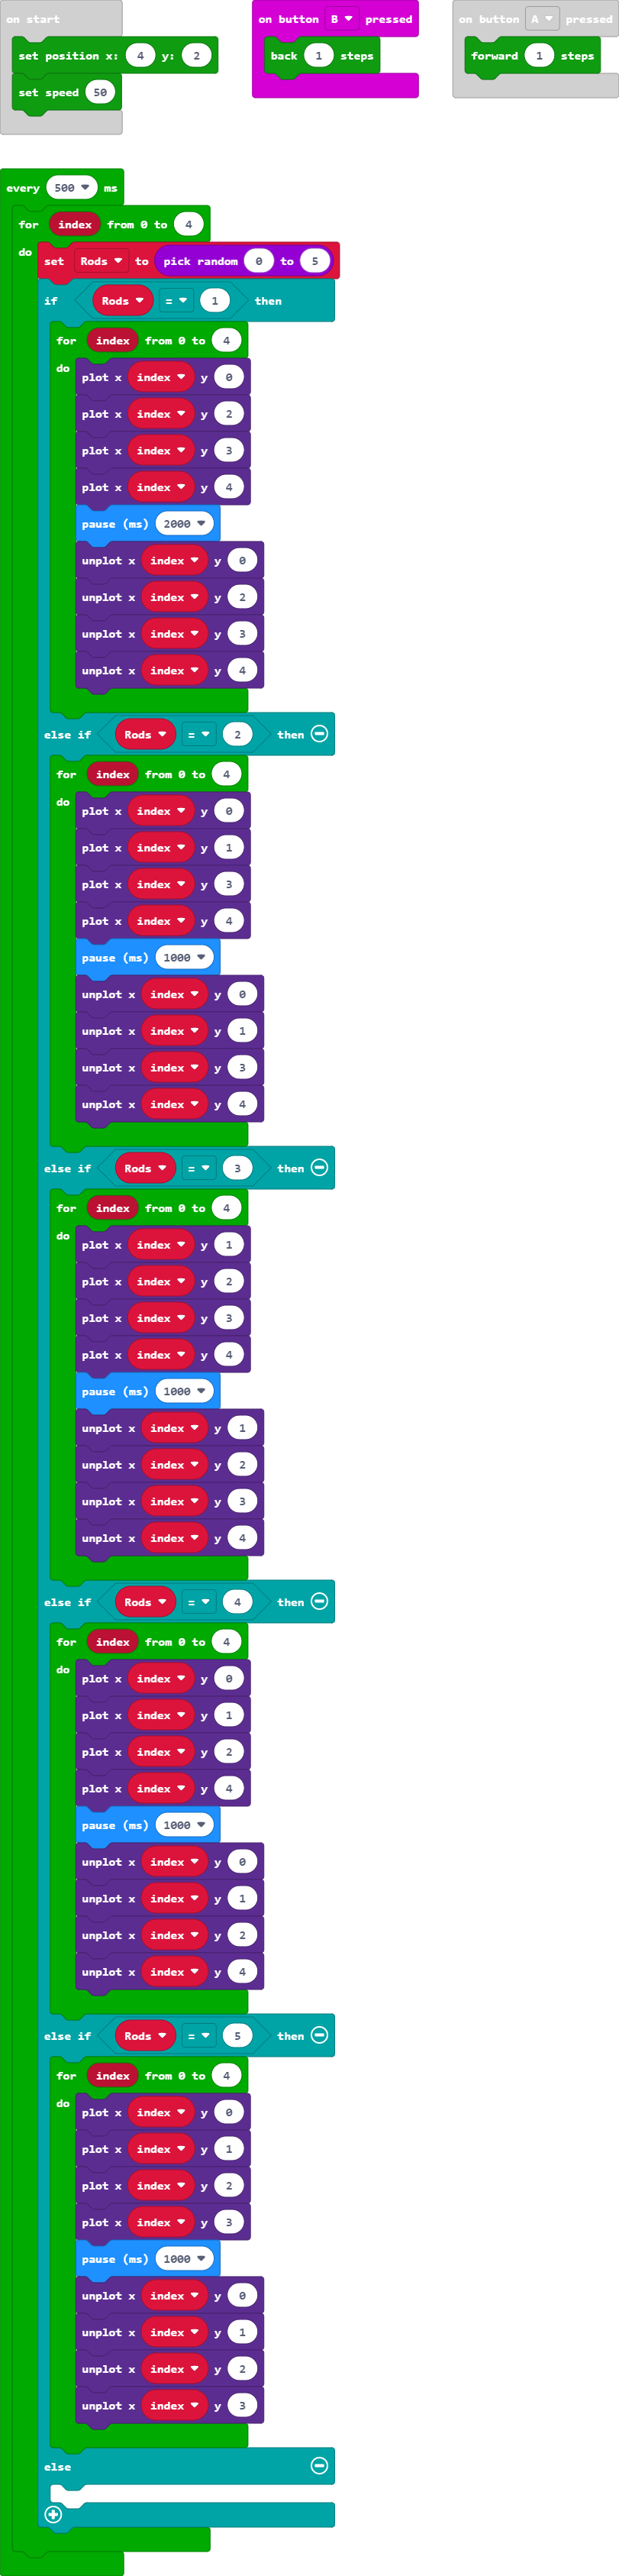 on start
set position x: 4 y: 2
set speed 50
on button B pressed
back 1 steps
on button A pressed
forward 1 steps
every 500 ms
for index from 0 to 4
do
set Rods to pick random 0 to 5
if Rods = 1 then
for index from 0 to 4
do
plot x index y 0
plot x index y 2
plot x index y 3
plot x index y 4
pause (ms) 2000
unplot x index y 0
unplot x index y 2
unplot x index y 3
unplot x index y 4
else if Rods = 2 then
for index from 0 to 4
do
plot x index y 0
plot x index y 1
plot x index y 3
plot x index y 4
pause (ms) 1000
unplot x index y 0
unplot x index y 1
unplot x index y 3
unplot x index y 4
else if Rods = 3 then
for index from 0 to 4
do
plot x index y 1
plot x index y 2
plot x index y 3
plot x index y 4
pause (ms) 1000
unplot x index y 1
unplot x index y 2
unplot x index y 3
unplot x index y 4
else if Rods = 4 then
for index from 0 to 4
do
plot x index y 0
plot x index y 1
plot x index y 2
plot x index y 4
pause (ms) 1000
unplot x index y 0
unplot x index y 1
unplot x index y 2
unplot x index y 4
else if Rods = 5 then
for index from 0 to 4
do
plot x index y 0
plot x index y 1
plot x index y 2
plot x index y 3
pause (ms) 1000
unplot x index y 0
unplot x index y 1
unplot x index y 2
unplot x index y 3
else